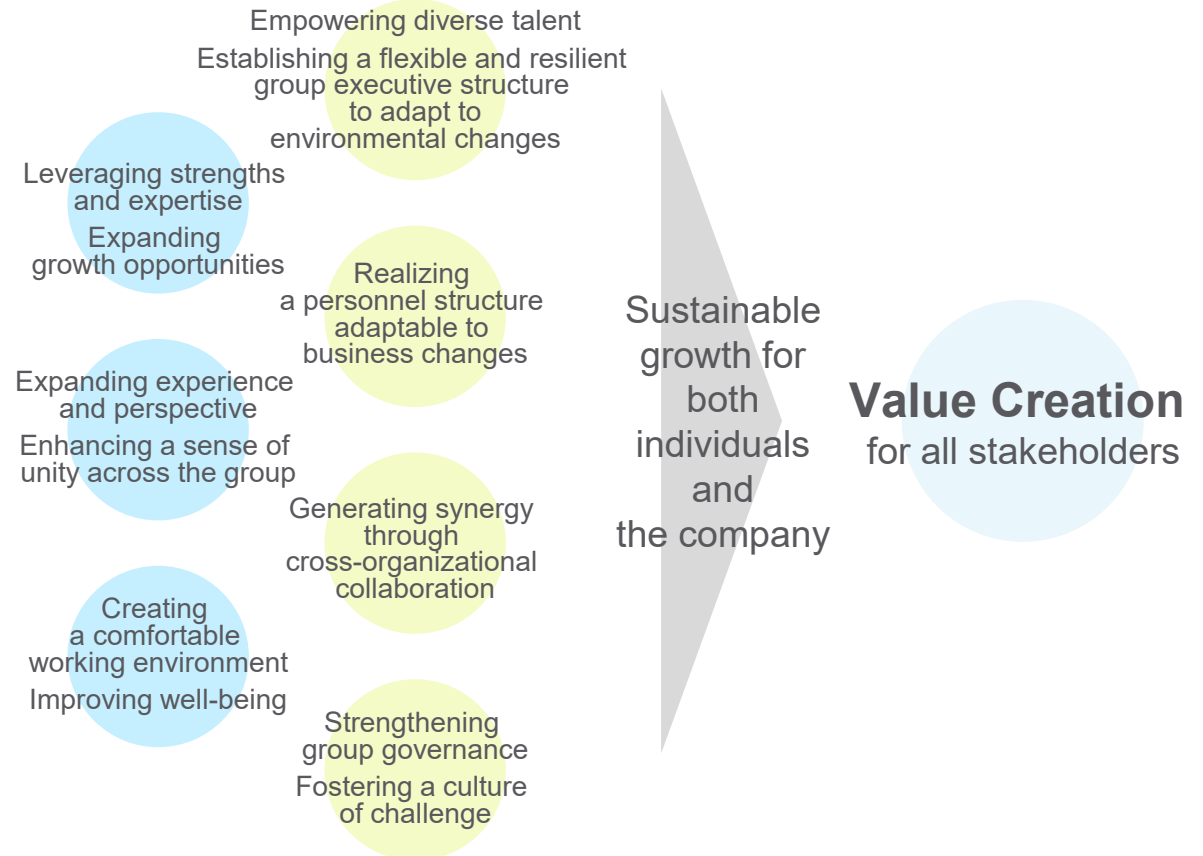 Empowering diverse talent
Establishing a flexible and resilient
group executive structure
to adapt to
environmental changes
Leveraging strengths
and expertise
Expanding
growth opportunities
Realizing
a personnel structure
adaptable to
business changes
Expanding experience
and perspective
Enhancing a sense of
unity across the group
Generating synergy
through
cross-organizational
collaboration
Creating
a comfortable
working environment
Improving well-being
Strengthening
group governance
Fostering a culture
of challenge
Sustainable
growth for
both
individuals
and
the company
Value Creation
for all stakeholders